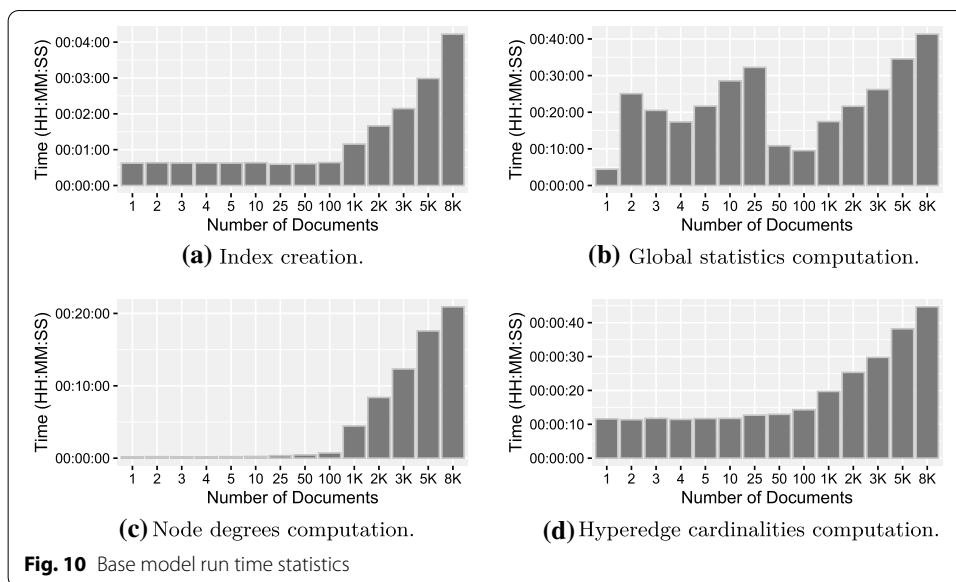 Time (HH:MM:SS)
00:04:00
00:03:00
00:02:00
00:01:00
00:00:00
1 2 3 4 5 10 25 50 100 1K 2K 3K 5K 8K
Number of Documents
(a) Index creation.
Time (HH:MM:SS)
00:40:00
00:30:00
00:20:00
00:10:00
00:00:00
1 2 3 4 5 10 25 50 100 1K 2K 3K 5K 8K
Number of Documents
(b) Global statistics computation.
Time (HH:MM:SS)
00:20:00
00:10:00
00:00:00
1 2 3 4 5 10 25 50 100 1K 2K 3K 5K 8K
Number of Documents
(c) Node degrees computation.
Time (HH:MM:SS)
00:00:40
00:00:30
00:00:20
00:00:10
00:00:00
1 2 3 4 5 10 25 50 100 1K 2K 3K 5K 8K
Number of Documents
(d) Hyperedge cardinalities computation.
Fig. 10 Base model run time statistics